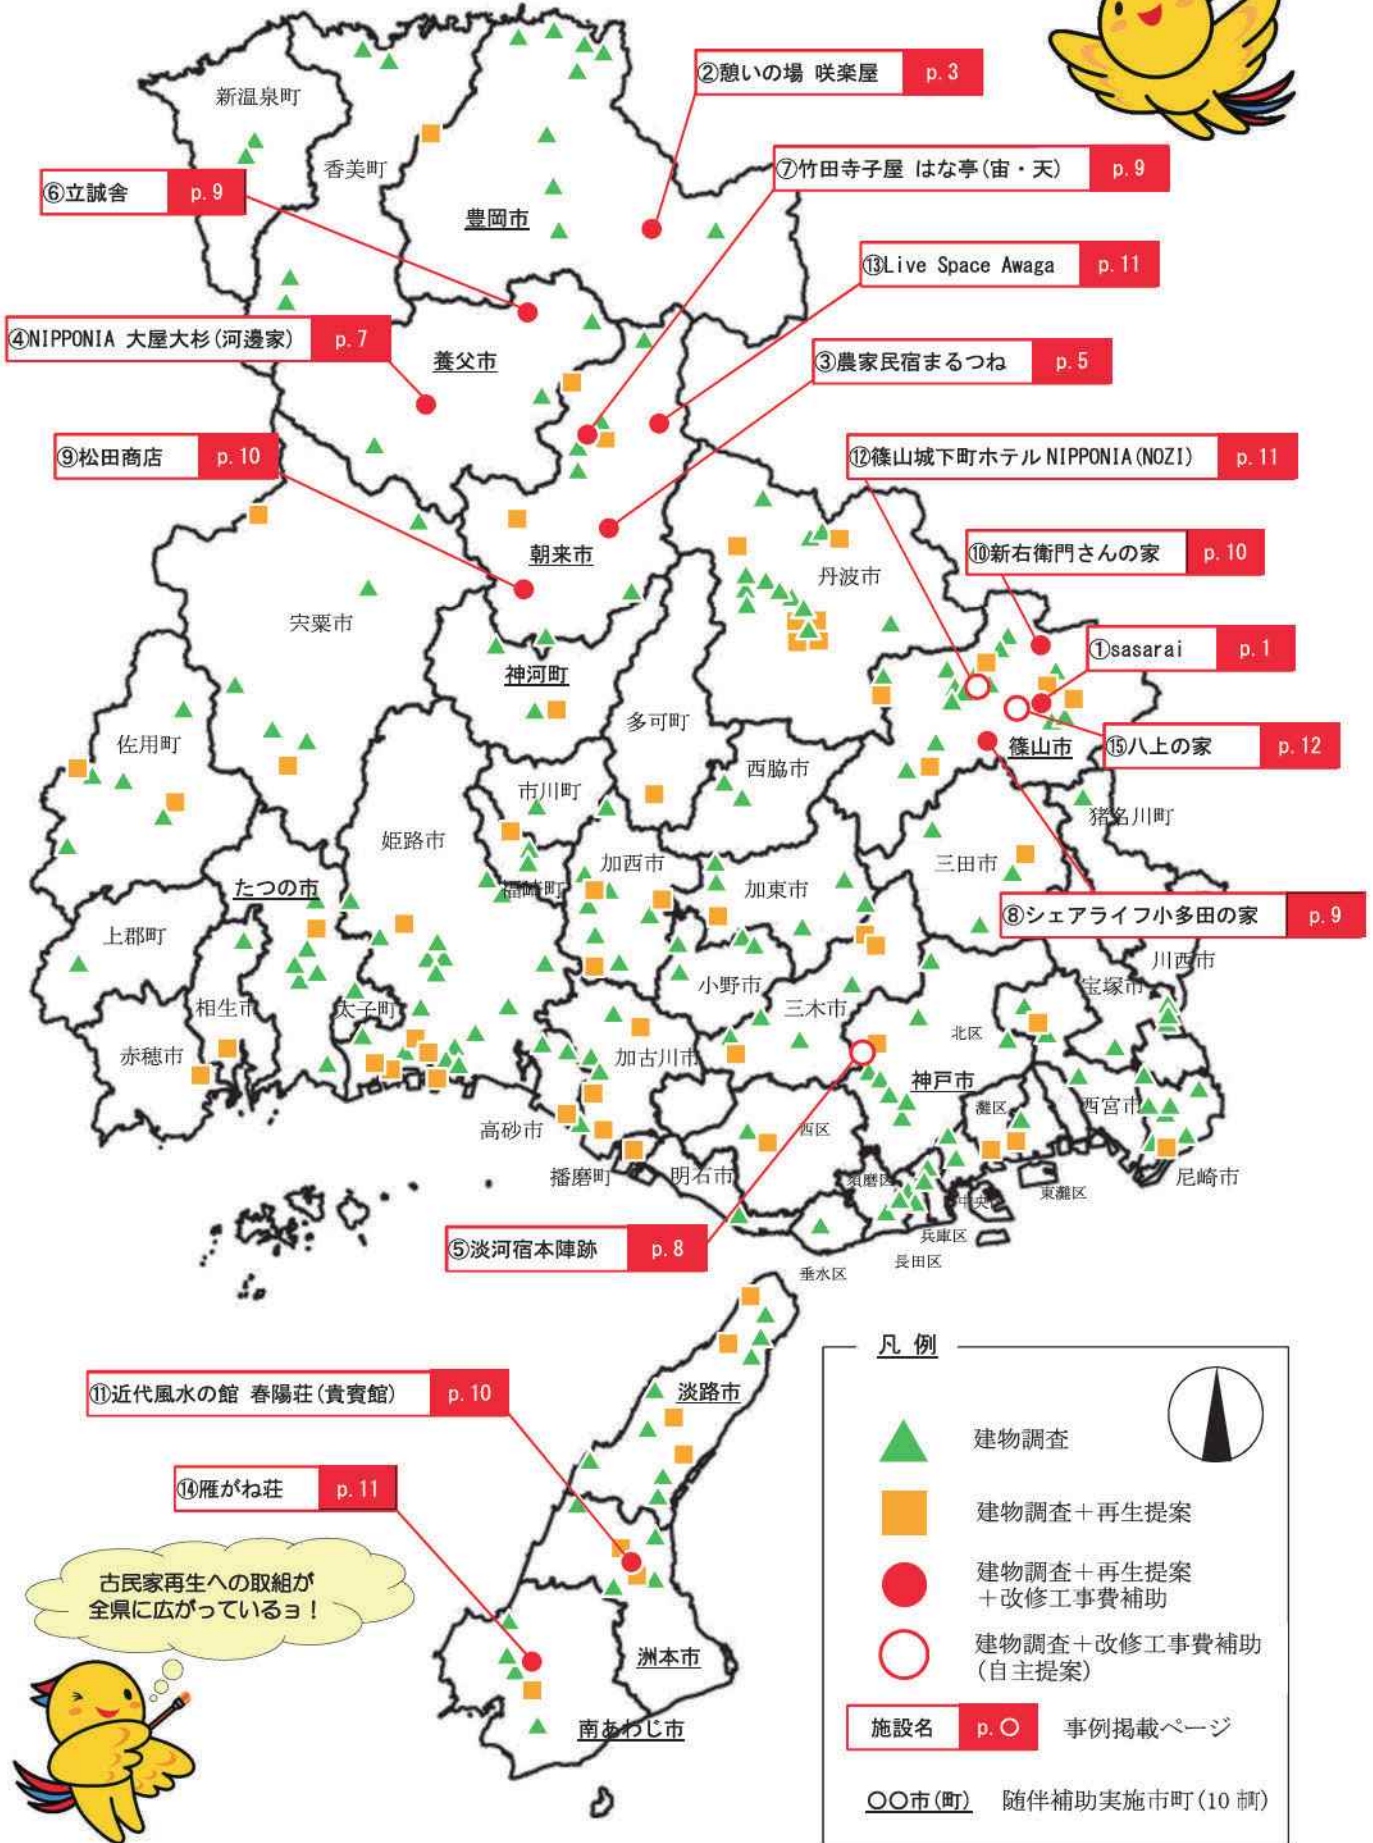 ②憩いの場 咲楽屋 p.3
新温泉町
香美町
⑦竹田寺子屋 はな亭(宙・天) p.9
⑥立誠舎 p.9
豊岡市
⑬Live Space Awaga p.11
④NIPPONIA 大屋大杉(河邊家) p.7
養父市
③農家民宿まるつね p.5
⑨松田商店 p.10
⑫篠山城下町ホテル NIPPONIA(NOZI) p.11
朝来市
⑩新右衛門さんの家 p.10
丹波市
宍粟市
①sasarai p.1
神河町
多可町
佐用町
⑮八上の家 p.12
篠山市
西脇市
市川町
猪名川町
姫路市
加西市
三田市
たつの市
福崎町
加東市
⑧シェアライフ小多田の家 p.9
上郡町
川西市
小野市
宝塚市
相生市
太子町
三木市
北区
赤穂市
加古川市
神戸市
灘区
西宮市
高砂市
西区
播磨町
明石市
須磨区
尼崎市
中央区
東灘区
⑤淡河宿本陣跡 p.8
兵庫区
長田区
垂水区
凡例
⑪近代風水の館 春陽荘(貴賓館) p.10
淡路市
建物調査
⑭雁がね荘 p.11
建物調査+再生提案
古民家再生への取組が
全県に広がっているョ！
建物調査+再生提案
+改修工事費補助
建物調査+改修工事費補助
(自主提案)
洲本市
施設名 p.○ 事例掲載ページ
南あわじ市
○○市(町) 随伴補助実施市町(10市町)